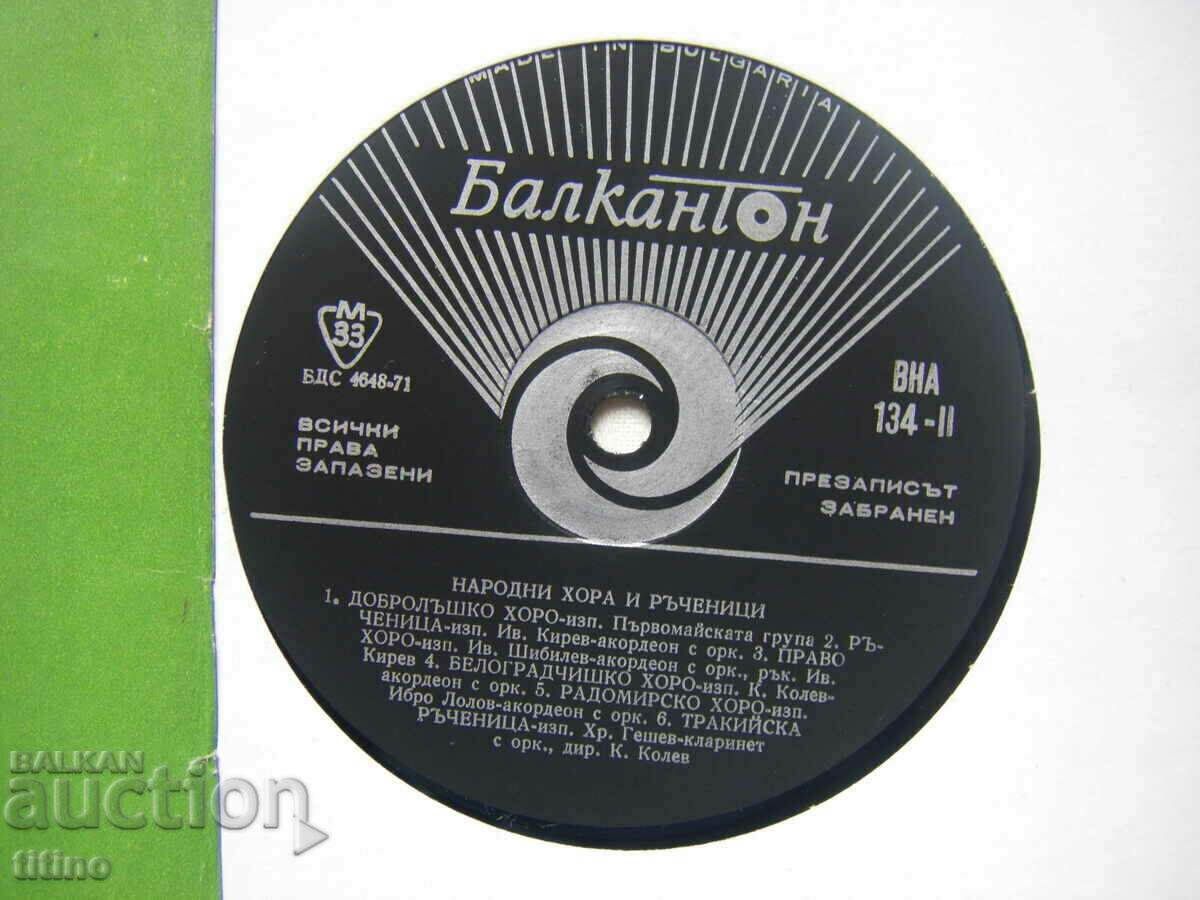 MADE IN BULGARIA
Балкантон
М
33
БДС 4648-71
ВНА
134-II
ВСИЧКИ
ПРАВА
ЗАПАЗЕНИ
ПРЕЗАПИСЪТ
ЗАБРАНЕН
НАРОДНИ ХОРА И РЪЧЕНИЦИ
1. ДОБРОЛЪШКО ХОРО-изп. Първомайската група 2. РЪ-
ЧЕНИЦА-изп. Ив. Кирев-акордеон с орк. 3. ПРАВО
ХОРО-изп. Ив. Шибилев-акордеон с орк., рък. Ив.
Кирев 4. БЕЛОГРАДЧИШКО ХОРО-изп. К. Колев-
акордеон с орк. 5. РАДОМИРСКО ХОРО-изп.
Ибро Лолов-акордеон с орк. 6. ТРАКИЙСКА
РЪЧЕНИЦА-изп. Хр. Гешев-кларинет
с орк., дир. К. Колев
BALKAN
auction
titino